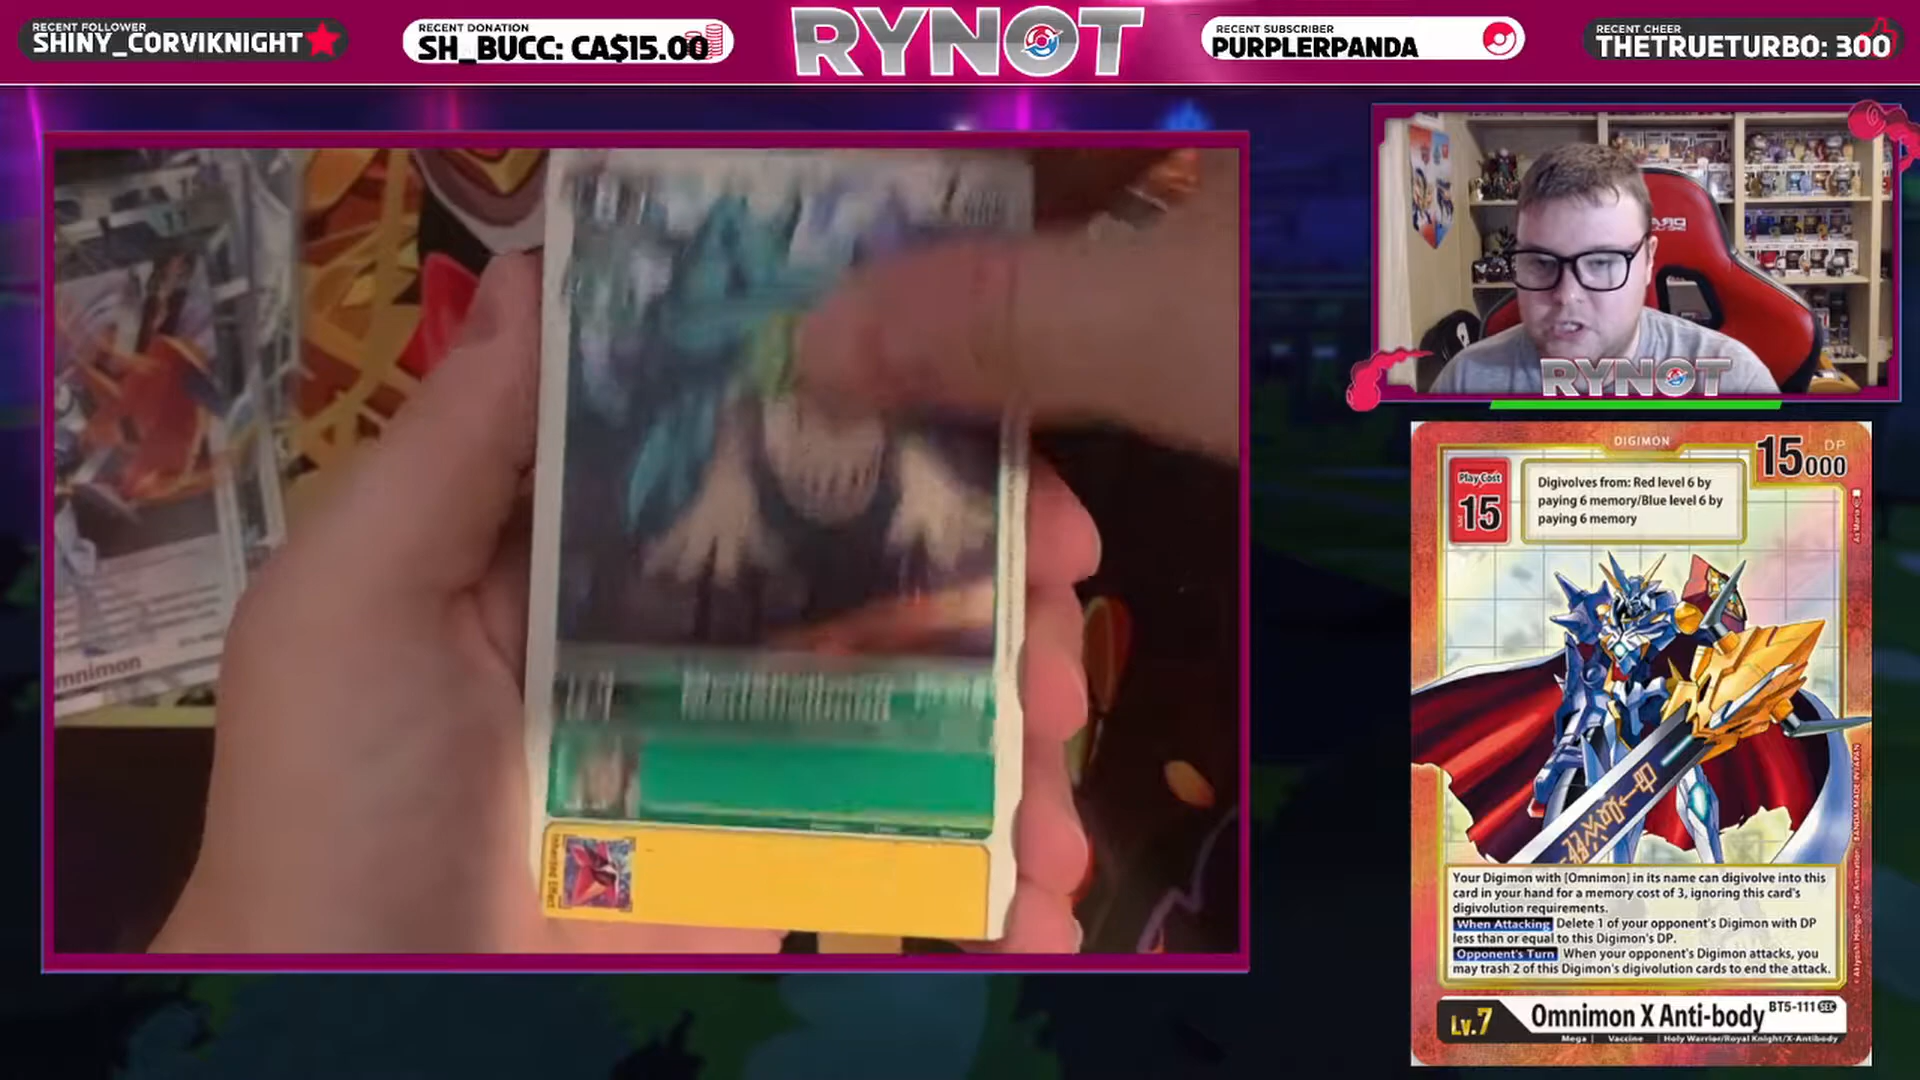 RECENT FOLLOWER
SHINY_CORVIKNIGHT
RECENT DONATION
SH_BUCC: CA$15.00
RYNOT
RECENT SUBSCRIBER
PURPLERPANDA
RECENT CHEER
THETRUETURBO: 300
RYNOT
mnimon
Inherited Effect
DIGIMON
15000 DP
Play Cost
15
Digivolves from: Red level 6 by
paying 6 memory/Blue level 6 by
paying 6 memory
Your Digimon with [Omnimon] in its name can digivolve into this
card in your hand for a memory cost of 3, ignoring this card's
digivolution requirements.
When Attacking Delete 1 of your opponent's Digimon with DP
less than or equal to this Digimon's DP.
Opponent's Turn When your opponent's Digimon attacks, you
may trash 2 of this Digimon's digivolution cards to end the attack.
Lv.7 Omnimon X Anti-body BT5-111 SEC
Mega | Vaccine | Holy Warrior/Royal Knight/X-Antibody